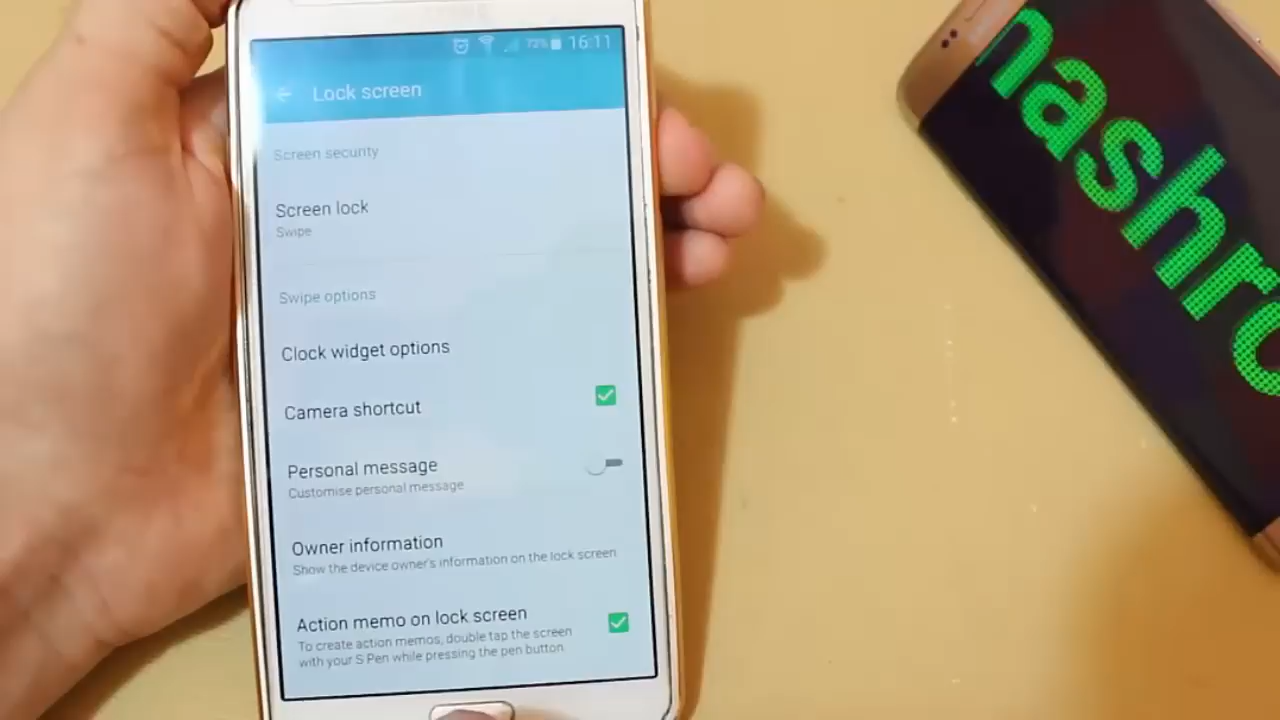 72% 16:11
Lock screen
Screen security
Screen lock
Swipe
Swipe options
Clock widget options
Camera shortcut
Personal message
Customise personal message
Owner information
Show the device owner's information on the lock screen
Action memo on lock screen
To create action memos, double tap the screen
with your S Pen while pressing the pen button.
nashro